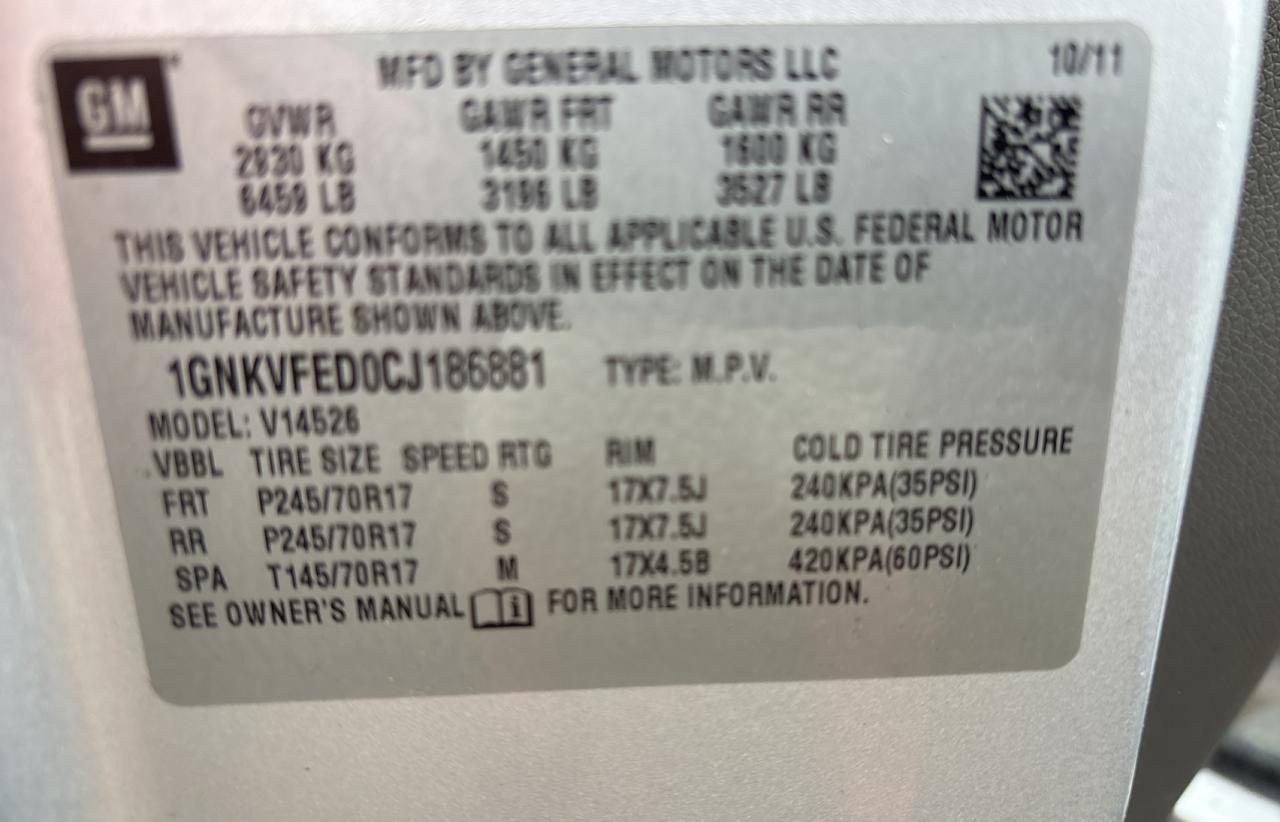 GM
MFD BY GENERAL MOTORS LLC 10/11
GVWR GAWR FRT GAWR RR
2930 KG 1450 KG 1600 KG
6459 LB 3196 LB 3527 LB
THIS VEHICLE CONFORMS TO ALL APPLICABLE U.S. FEDERAL MOTOR
VEHICLE SAFETY STANDARDS IN EFFECT ON THE DATE OF
MANUFACTURE SHOWN ABOVE.
1GNKVFED0CJ186881 TYPE: M.P.V.
MODEL: V14526
VBBL TIRE SIZE SPEED RTG RIM COLD TIRE PRESSURE
FRT P245/70R17 S 17X7.5J 240KPA(35PSI)
RR P245/70R17 S 17X7.5J 240KPA(35PSI)
SPA T145/70R17 M 17X4.5B 420KPA(60PSI)
SEE OWNER'S MANUAL i FOR MORE INFORMATION.